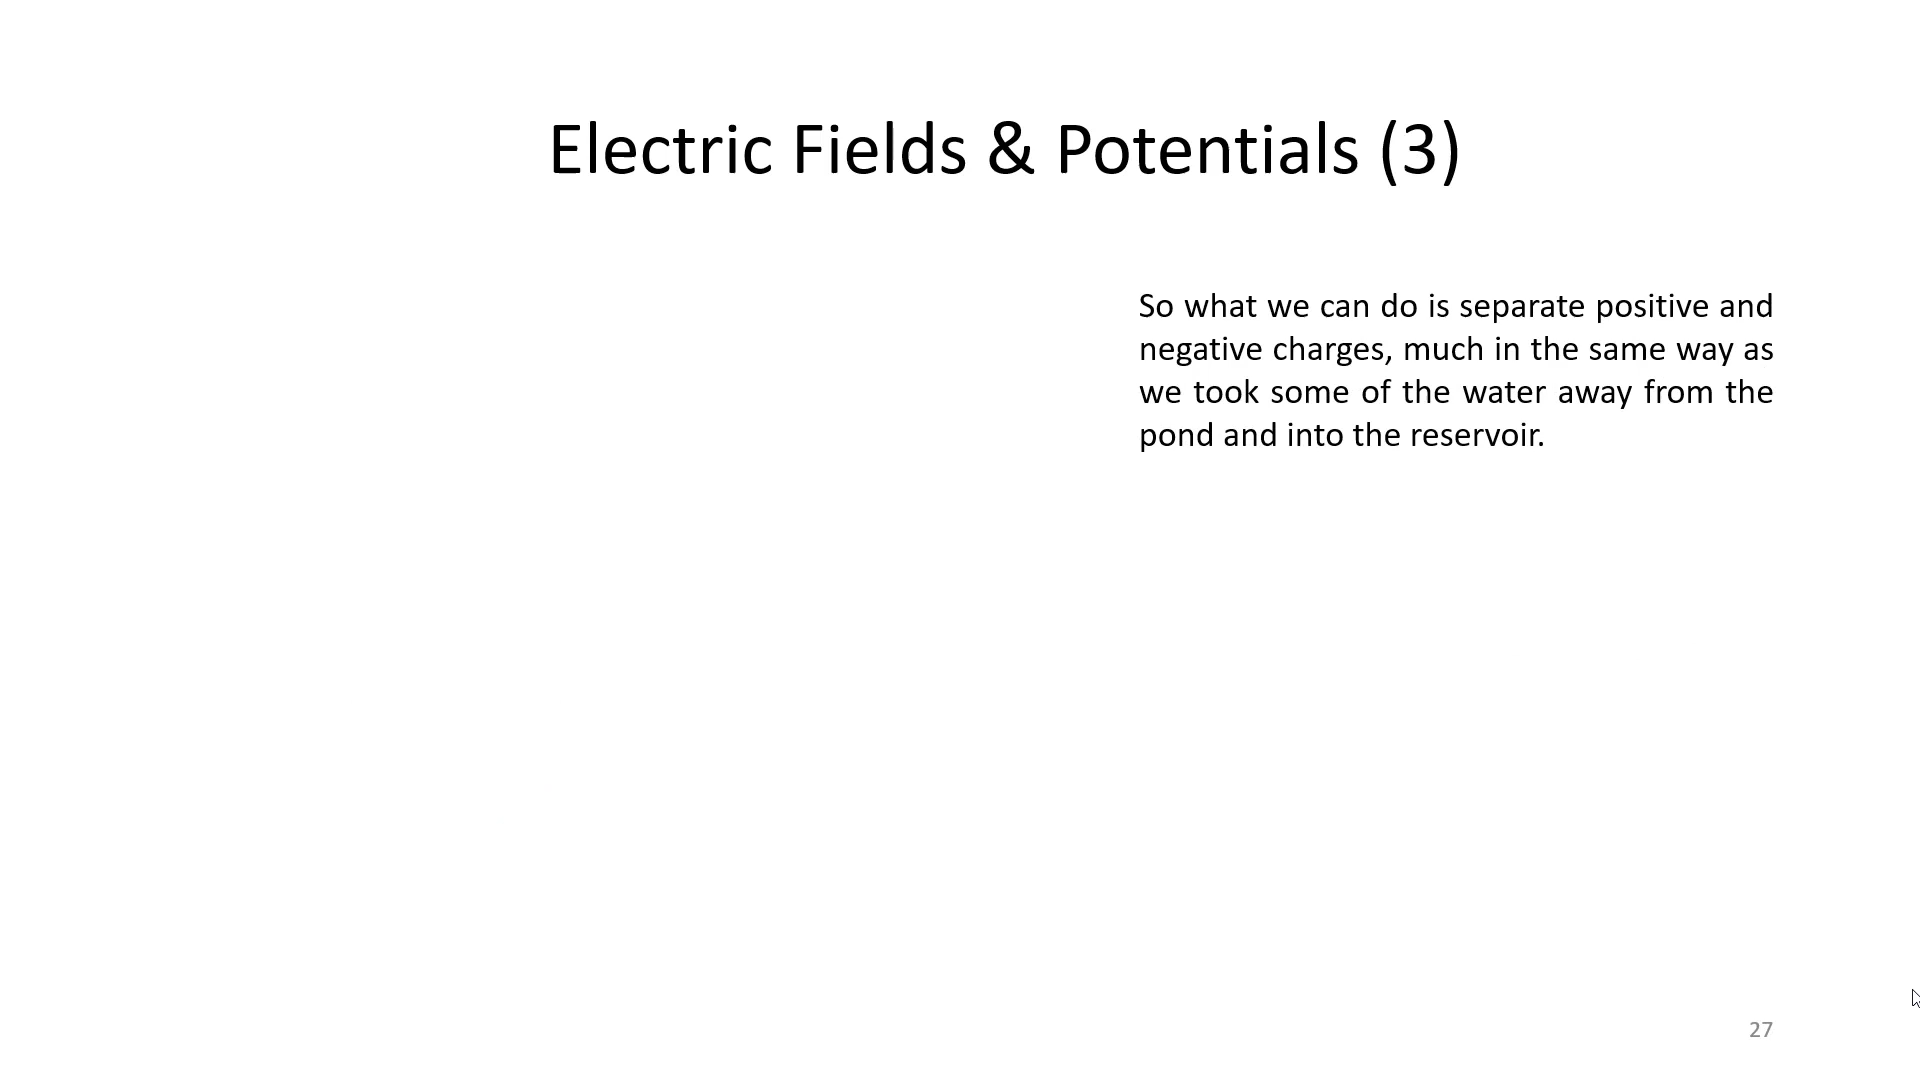 Electric Fields & Potentials (3)
So what we can do is separate positive and
negative charges, much in the same way as
we took some of the water away from the
pond and into the reservoir.
27